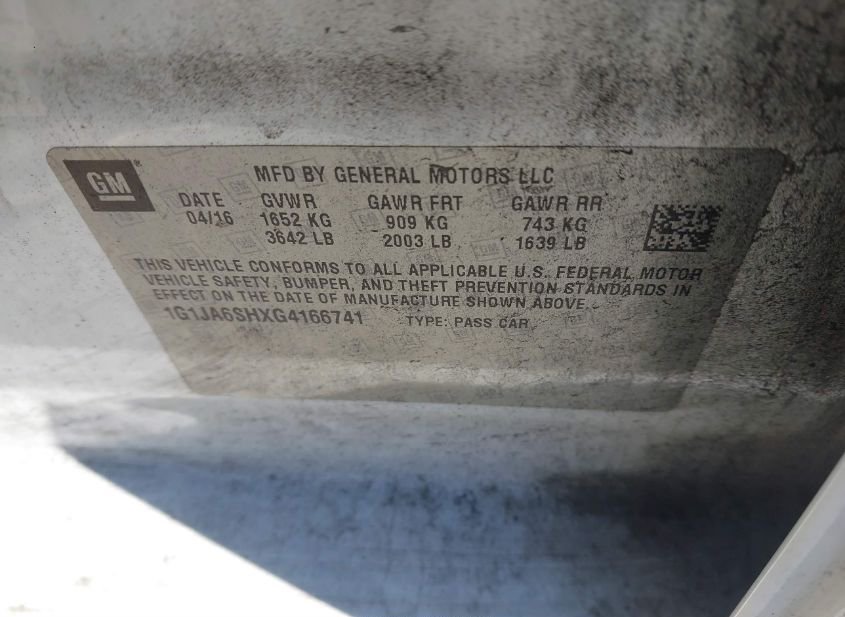 GM
MFD BY GENERAL MOTORS LLC
DATE GVWR GAWR FRT GAWR RR
04/16 1652 KG 909 KG 743 KG
3642 LB 2003 LB 1639 LB
THIS VEHICLE CONFORMS TO ALL APPLICABLE U.S. FEDERAL MOTOR
VEHICLE SAFETY, BUMPER, AND THEFT PREVENTION STANDARDS IN
EFFECT ON THE DATE OF MANUFACTURE SHOWN ABOVE.
1G1JA6SHXG4166741 TYPE: PASS CAR